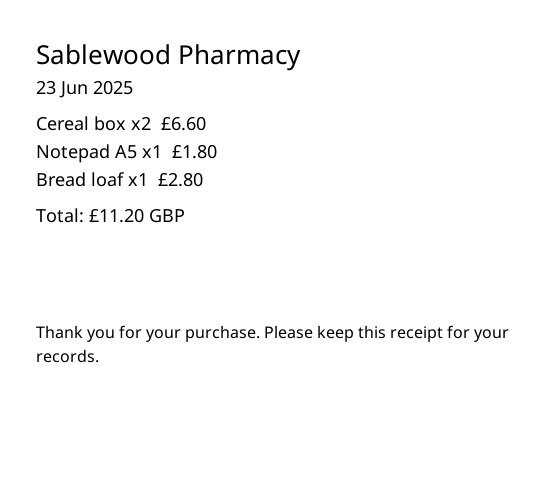 Sablewood Pharmacy
23 Jun 2025
Cereal box x2  £6.60
Notepad A5 x1  £1.80
Bread loaf x1  £2.80
Total: £11.20 GBP
Thank you for your purchase. Please keep this receipt for your
records.